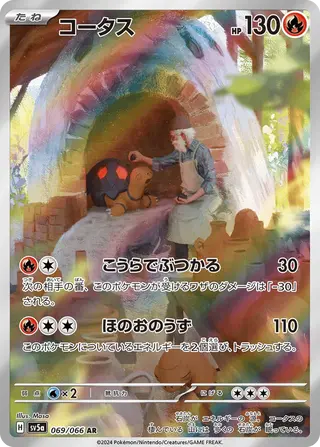 たね
コータス
HP 130
こうらでぶつかる 30
次の相手の番、このポケモンが受けるワザのダメージは「-30」
される。
ほのおのうず 110
このポケモンについているエネルギーを2個選び、トラッシュする。
弱点 ×2 抵抗力 にげる
Illus. Mosa
H sv5a 069/066 AR
©2024 Pokémon/Nintendo/Creatures/GAME FREAK.